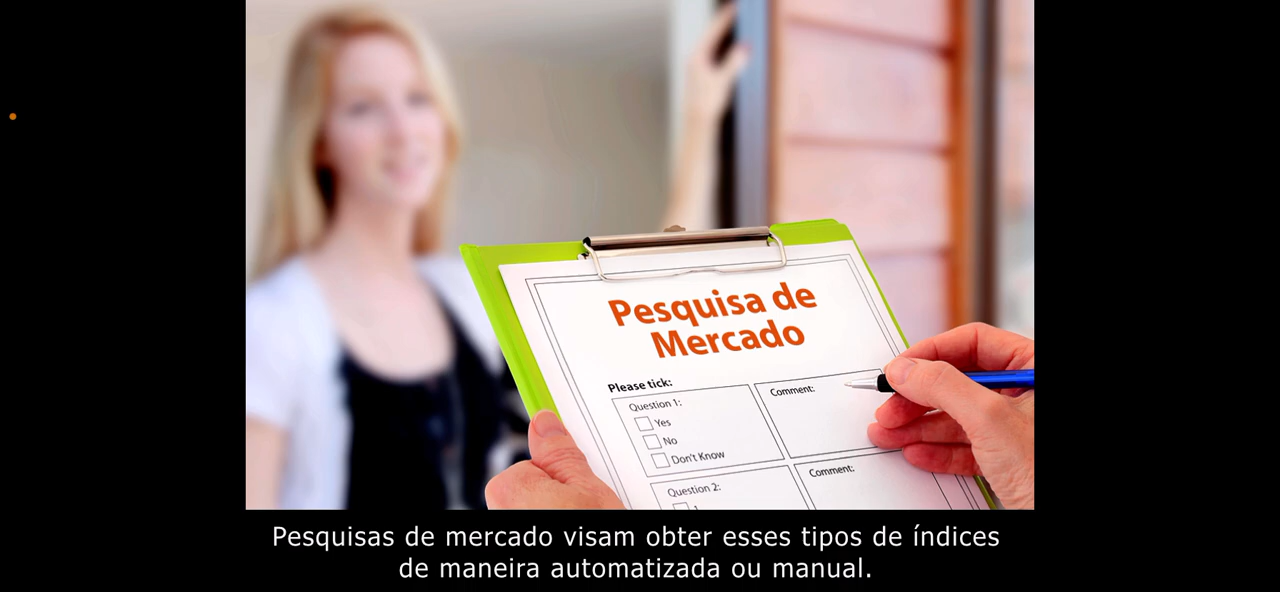 Pesquisa de
Mercado
Please tick:
Question 1:
Yes
No
Don't Know
Comment:
Question 2:
Comment:
Pesquisas de mercado visam obter esses tipos de índices
de maneira automatizada ou manual.